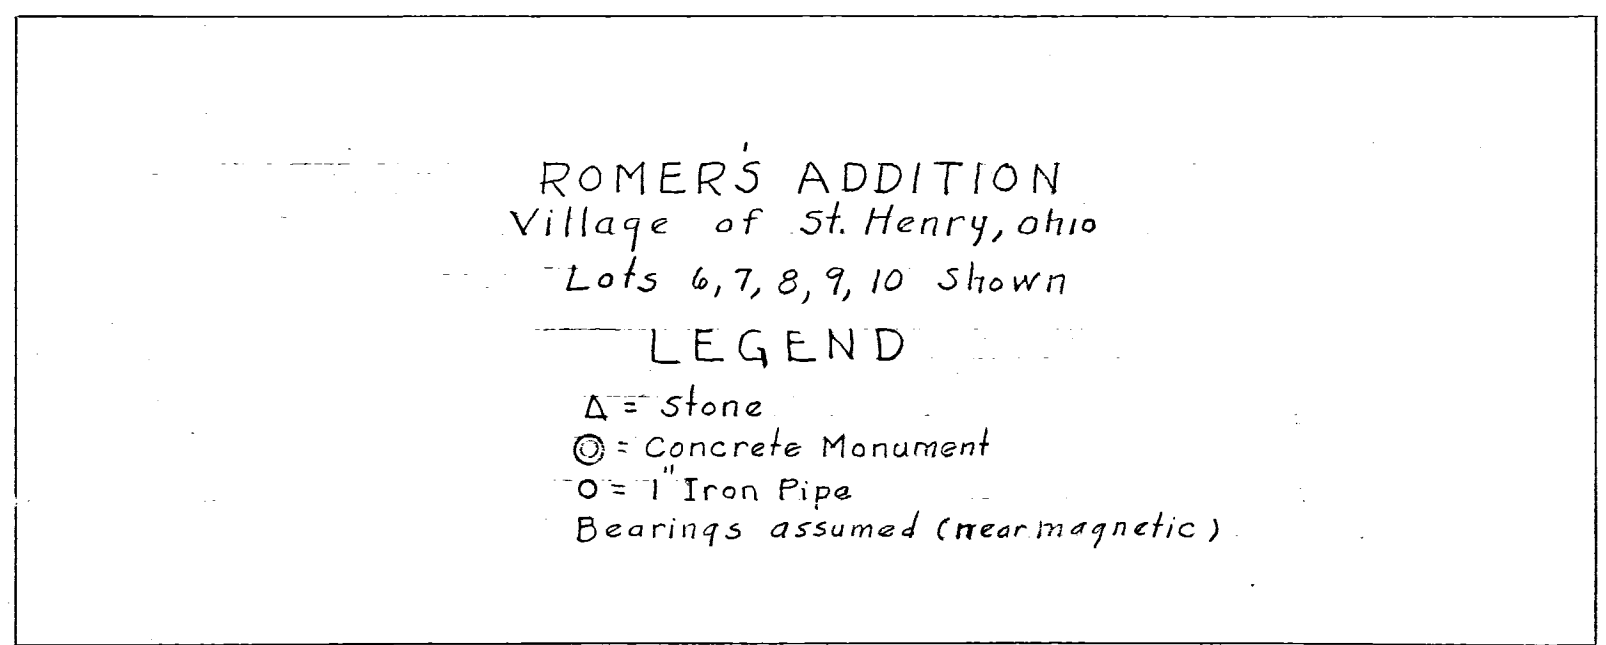 ROMER'S ADDITION
Village of St. Henry, Ohio
Lots 6, 7, 8, 9, 10 Shown
LEGEND
Δ = Stone
◎ = Concrete Monument
O = 1" Iron Pipe
Bearings assumed (near magnetic)